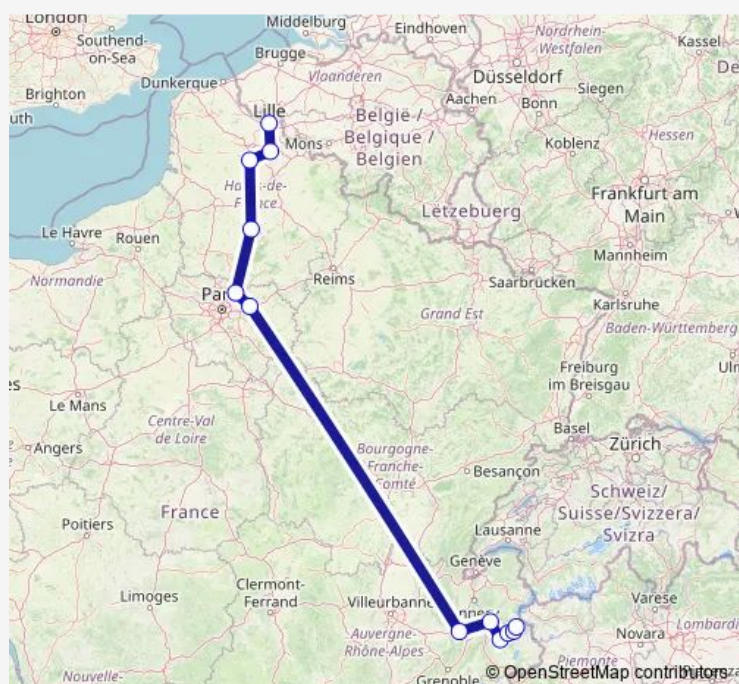 London
Middelburg
Eindhoven
Nordrhein-
Westfalen
Kassel
Southend-
on-Sea
Brugge
Düsseldorf
Siegen
Brighton
Dunkerque
Vlaanderen
Aachen
Bonn
outh
Lille
Mons
België /
Belgique /
Belgien
Koblenz
Hessen
Frankfurt am
Main
Lëtzebuerg
Le Havre
Rouen
Reims
Mannheim
Normandie
Saarbrücken
Karlsruhe
Grand Est
Baden-Württemberg
Freiburg
im Breisgau
Ulm
Le Mans
Centre-Val
de Loire
Basel
Zürich
Angers
Bourgogne-
Franche-
Comté
Besançon
Schweiz/
Suisse/Svizzera/
Svizra
France
Poitiers
Lausanne
Genève
Limoges
Clermont-
Ferrand
Villeurbanne
Varese
Auvergne-
Rhône-Alpes
Novara
Lombardi
Piemonte
Grenoble
Nouvelle-
© OpenStreetMap contributors